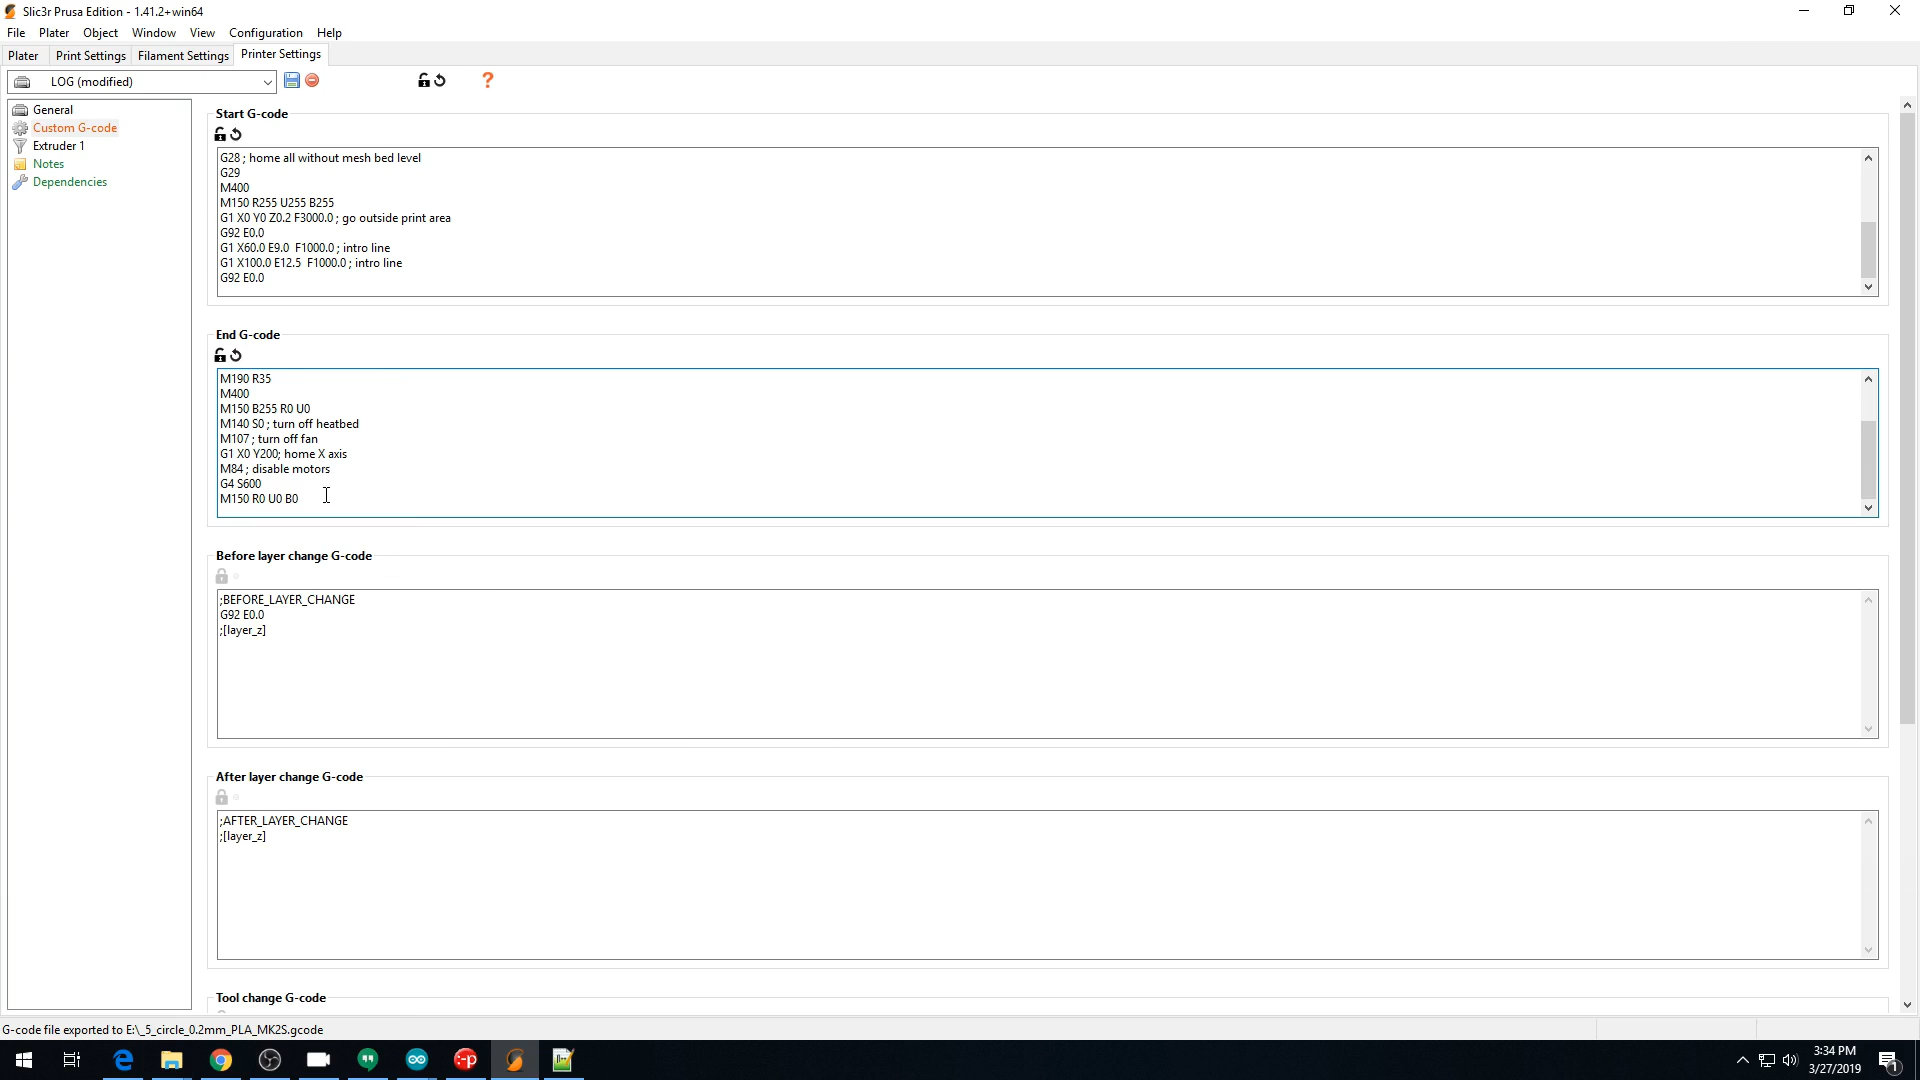 Slic3r Prusa Edition - 1.41.2+win64
File Plater Object Window View Configuration Help
Plater Print Settings Filament Settings Printer Settings
LOG (modified)
?
General
Custom G-code
Extruder 1
Notes
Dependencies
Start G-code
G28 ; home all without mesh bed level
G29
M400
M150 R255 U255 B255
G1 X0 Y0 Z0.2 F3000.0 ; go outside print area
G92 E0.0
G1 X60.0 E9.0  F1000.0 ; intro line
G1 X100.0 E12.5  F1000.0 ; intro line
G92 E0.0
End G-code
M190 R35
M400
M150 B255 R0 U0
M140 S0 ; turn off heatbed
M107 ; turn off fan
G1 X0 Y200; home X axis
M84 ; disable motors
G4 S600
M150 R0 U0 B0
Before layer change G-code
;BEFORE_LAYER_CHANGE
G92 E0.0
;[layer_z]
After layer change G-code
;AFTER_LAYER_CHANGE
;[layer_z]
Tool change G-code
G-code file exported to E:\_5_circle_0.2mm_PLA_MK2S.gcode
3:34 PM
3/27/2019
1